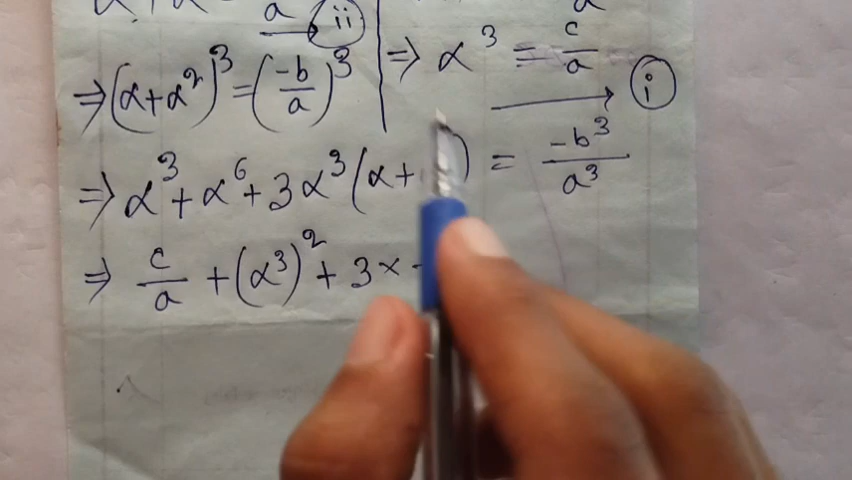 a
ii
a
⇒ (α+α²)³ = (-b/a)³
⇒ α³ = c/a
i
⇒ α³ + α⁶ + 3α³(α+ ) = -b³/a³
⇒ c/a + (α³)² + 3×